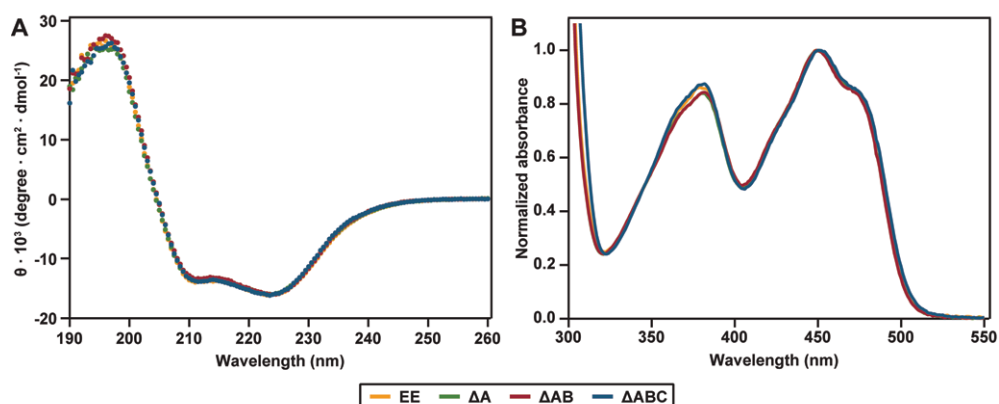 A
30
20
10
0
-10
-20
190 200 210 220 230 240 250 260
Wavelength (nm)
θ · 10³ (degree · cm² · dmol⁻¹)
B
1.0
0.8
0.6
0.4
0.2
0.0
300 350 400 450 500 550
Wavelength (nm)
Normalized absorbance
EE ΔA ΔAB ΔABC